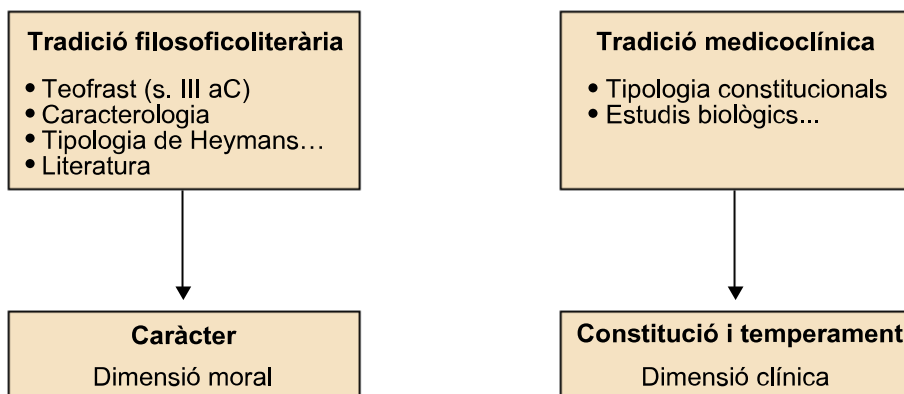 Tradició filosoficoliterària
• Teofrast (s. III aC)
• Caracterologia
• Tipologia de Heymans…
• Literatura
Tradició medicoclínica
• Tipologia constitucionals
• Estudis biològics...
Caràcter
Dimensió moral
Constitució i temperament
Dimensió clínica